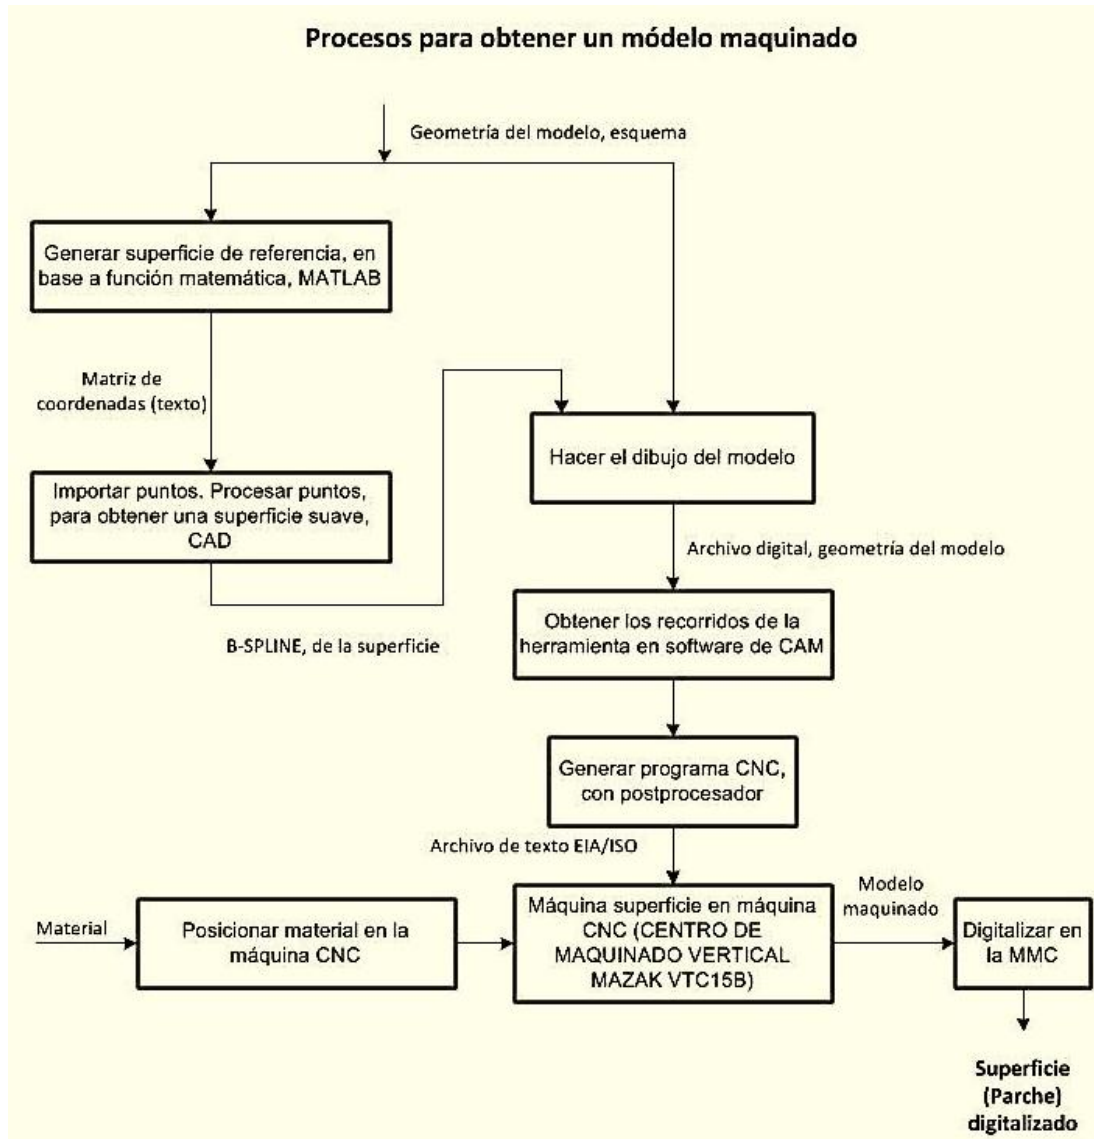 Procesos para obtener un módelo maquinado
Geometría del modelo, esquema
Generar superficie de referencia, en
base a función matemática, MATLAB
Matriz de
coordenadas (texto)
Importar puntos. Procesar puntos,
para obtener una superficie suave,
CAD
B-SPLINE, de la superficie
Hacer el dibujo del modelo
Archivo digital, geometría del modelo
Obtener los recorridos de la
herramienta en software de CAM
Generar programa CNC,
con postprocesador
Archivo de texto EIA/ISO
Material
Posicionar material en la
máquina CNC
Máquina superficie en máquina
CNC (CENTRO DE
MAQUINADO VERTICAL
MAZAK VTC15B)
Modelo
maquinado
Digitalizar en
la MMC
Superficie
(Parche)
digitalizado